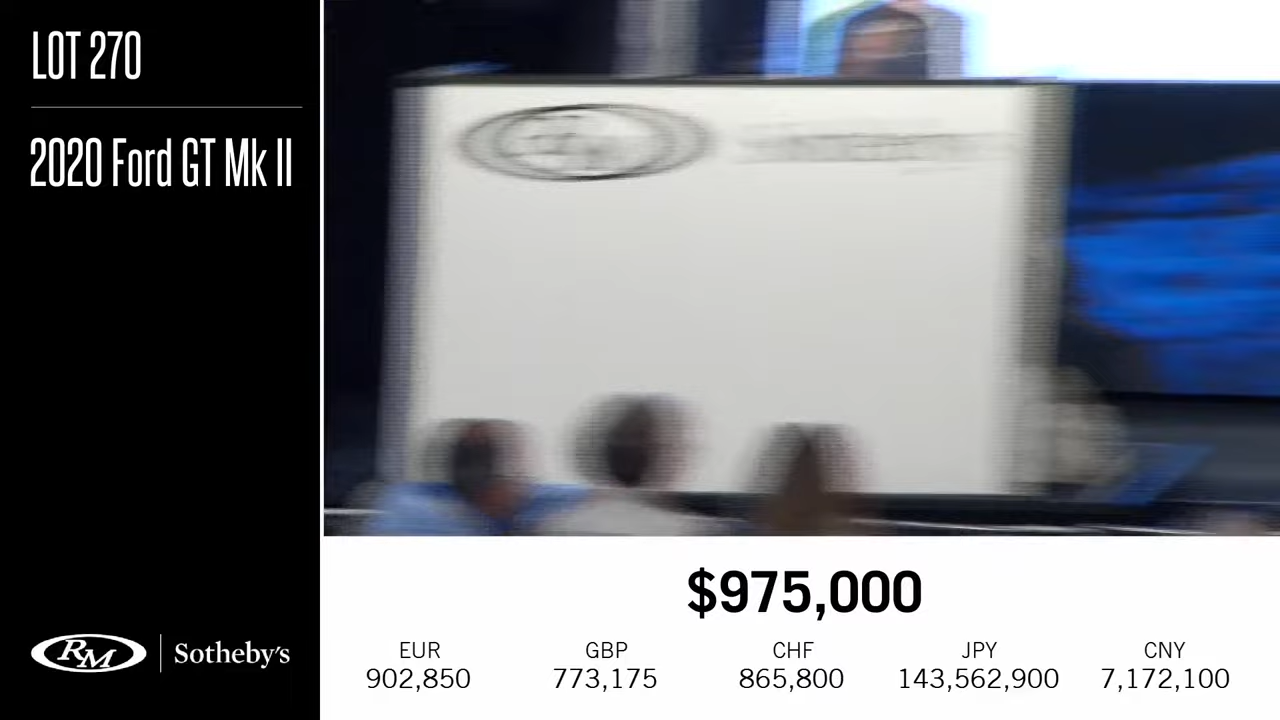 LOT 270
2020 Ford GT Mk II
RM Sotheby's
$975,000
EUR GBP CHF JPY CNY
902,850 773,175 865,800 143,562,900 7,172,100